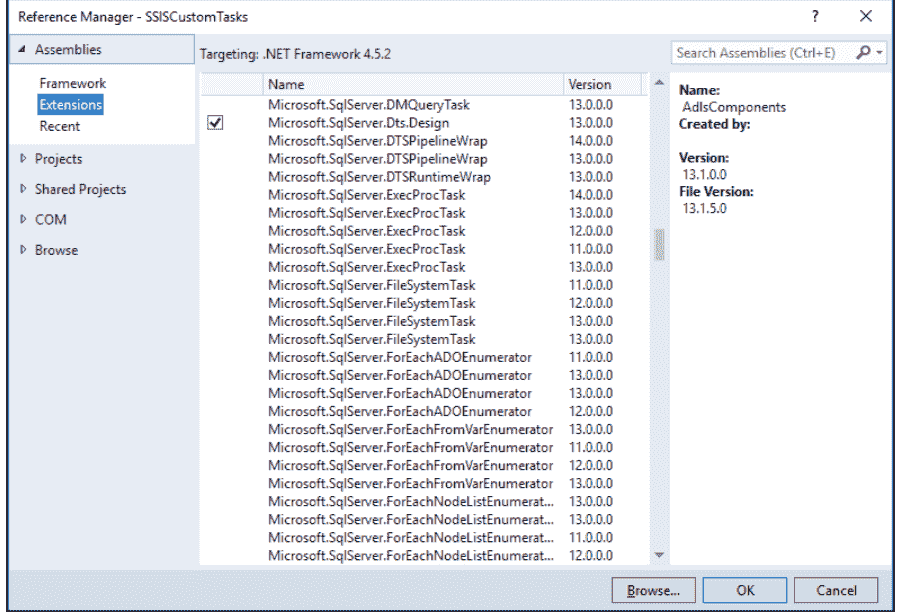 Reference Manager - SSISCustomTasks
Assemblies
Framework
Extensions
Recent
Projects
Shared Projects
COM
Browse
Targeting: .NET Framework 4.5.2
Search Assemblies (Ctrl+E)
Name Version
Microsoft.SqlServer.DMQueryTask 13.0.0.0
Microsoft.SqlServer.Dts.Design 13.0.0.0
Microsoft.SqlServer.DTSPipelineWrap 14.0.0.0
Microsoft.SqlServer.DTSPipelineWrap 13.0.0.0
Microsoft.SqlServer.DTSRuntimeWrap 13.0.0.0
Microsoft.SqlServer.ExecProcTask 14.0.0.0
Microsoft.SqlServer.ExecProcTask 13.0.0.0
Microsoft.SqlServer.ExecProcTask 12.0.0.0
Microsoft.SqlServer.ExecProcTask 11.0.0.0
Microsoft.SqlServer.ExecProcTask 13.0.0.0
Microsoft.SqlServer.FileSystemTask 11.0.0.0
Microsoft.SqlServer.FileSystemTask 12.0.0.0
Microsoft.SqlServer.FileSystemTask 13.0.0.0
Microsoft.SqlServer.FileSystemTask 13.0.0.0
Microsoft.SqlServer.ForEachADOEnumerator 11.0.0.0
Microsoft.SqlServer.ForEachADOEnumerator 13.0.0.0
Microsoft.SqlServer.ForEachADOEnumerator 13.0.0.0
Microsoft.SqlServer.ForEachADOEnumerator 12.0.0.0
Microsoft.SqlServer.ForEachFromVarEnumerator 13.0.0.0
Microsoft.SqlServer.ForEachFromVarEnumerator 11.0.0.0
Microsoft.SqlServer.ForEachFromVarEnumerator 12.0.0.0
Microsoft.SqlServer.ForEachFromVarEnumerator 13.0.0.0
Microsoft.SqlServer.ForEachNodeListEnumerat... 13.0.0.0
Microsoft.SqlServer.ForEachNodeListEnumerat... 13.0.0.0
Microsoft.SqlServer.ForEachNodeListEnumerat... 11.0.0.0
Microsoft.SqlServer.ForEachNodeListEnumerat... 12.0.0.0
Name:
AdlsComponents
Created by:
Version:
13.1.0.0
File Version:
13.1.5.0
Browse... OK Cancel